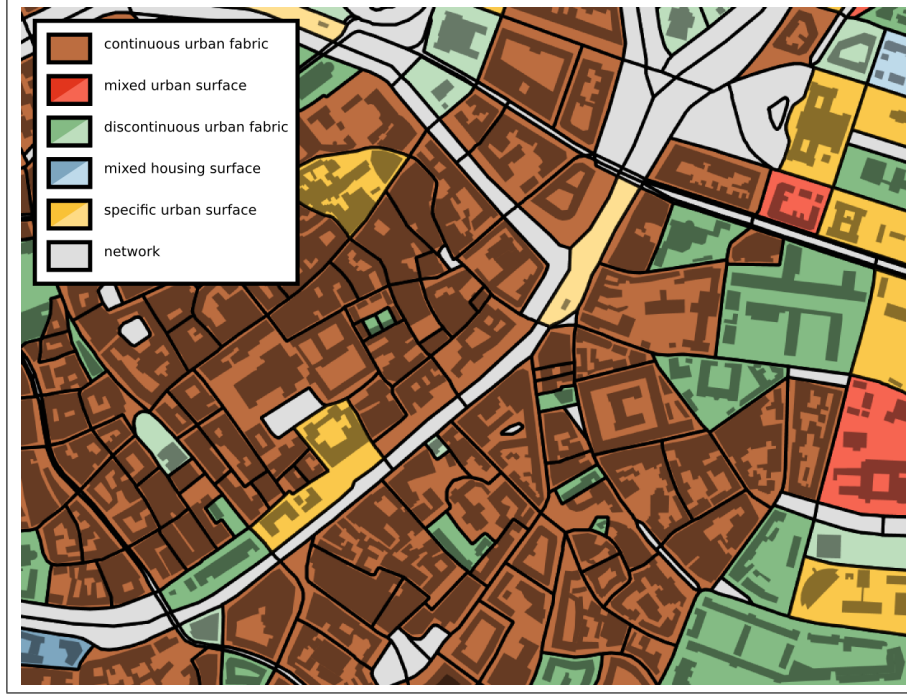 continuous urban fabric
mixed urban surface
discontinuous urban fabric
mixed housing surface
specific urban surface
network